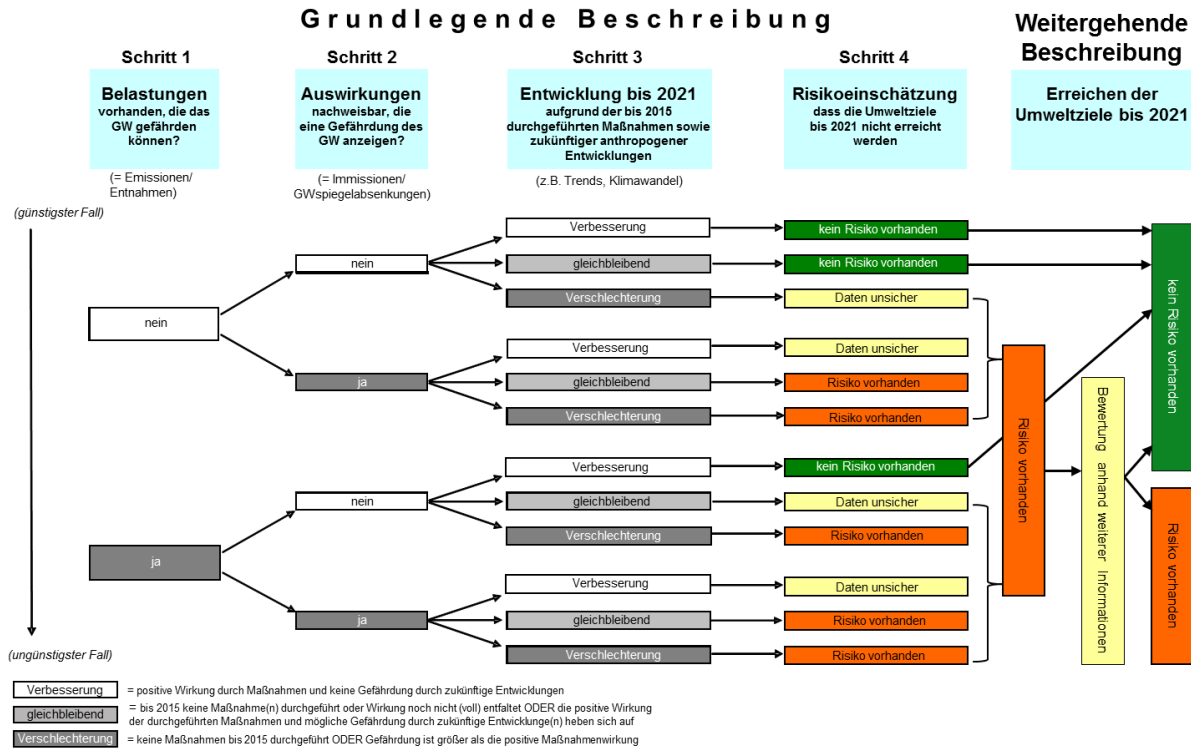 Grundlegende Beschreibung
Weitergehende
Beschreibung
Schritt 1
Schritt 2
Schritt 3
Schritt 4
Belastungen
vorhanden, die das
GW gefährden
können?
Auswirkungen
nachweisbar, die
eine Gefährdung des
GW anzeigen?
Entwicklung bis 2021
aufgrund der bis 2015
durchgeführten Maßnahmen sowie
zukünftiger anthropogener
Entwicklungen
Risikoeinschätzung
dass die Umweltziele
bis 2021 nicht erreicht
werden
Erreichen der
Umweltziele bis 2021
(= Emissionen/
Entnahmen)
(= Immissionen/
GWspiegelabsenkungen)
(z.B. Trends, Klimawandel)
(günstigster Fall)
Verbesserung
kein Risiko vorhanden
nein
gleichbleibend
kein Risiko vorhanden
Verschlechterung
Daten unsicher
nein
Verbesserung
Daten unsicher
ja
gleichbleibend
Risiko vorhanden
Verschlechterung
Risiko vorhanden
Verbesserung
kein Risiko vorhanden
nein
gleichbleibend
Daten unsicher
Verschlechterung
Risiko vorhanden
ja
Verbesserung
Daten unsicher
ja
gleichbleibend
Risiko vorhanden
Verschlechterung
Risiko vorhanden
Risiko vorhanden
Bewertung anhand weiterer Informationen
kein Risiko vorhanden
Risiko vorhanden
(ungünstigster Fall)
Verbesserung = positive Wirkung durch Maßnahmen und keine Gefährdung durch zukünftige Entwicklungen
gleichbleibend = bis 2015 keine Maßnahme(n) durchgeführt oder Wirkung noch nicht (voll) entfaltet ODER die positive Wirkung
der durchgeführten Maßnahmen und mögliche Gefährdung durch zukünftige Entwicklunge(n) heben sich auf
Verschlechterung = keine Maßnahmen bis 2015 durchgeführt ODER Gefährdung ist größer als die positive Maßnahmenwirkung